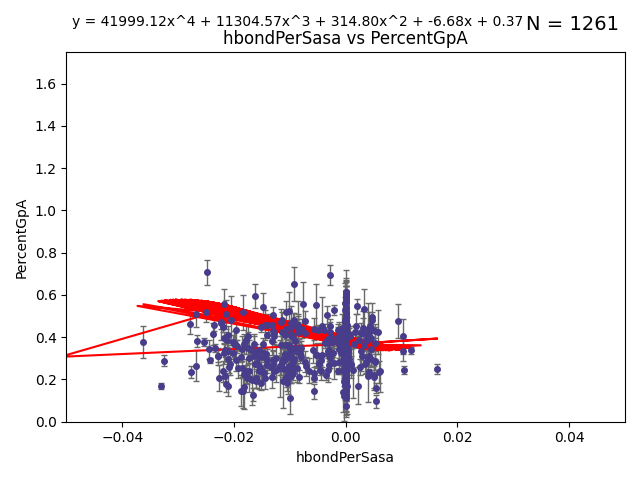 y = 41999.12x^4 + 11304.57x^3 + 314.80x^2 + -6.68x + 0.37 N = 1261
hbondPerSasa vs PercentGpA
PercentGpA
1.6
1.4
1.2
1.0
0.8
0.6
0.4
0.2
0.0
−0.04 −0.02 0.00 0.02 0.04
hbondPerSasa